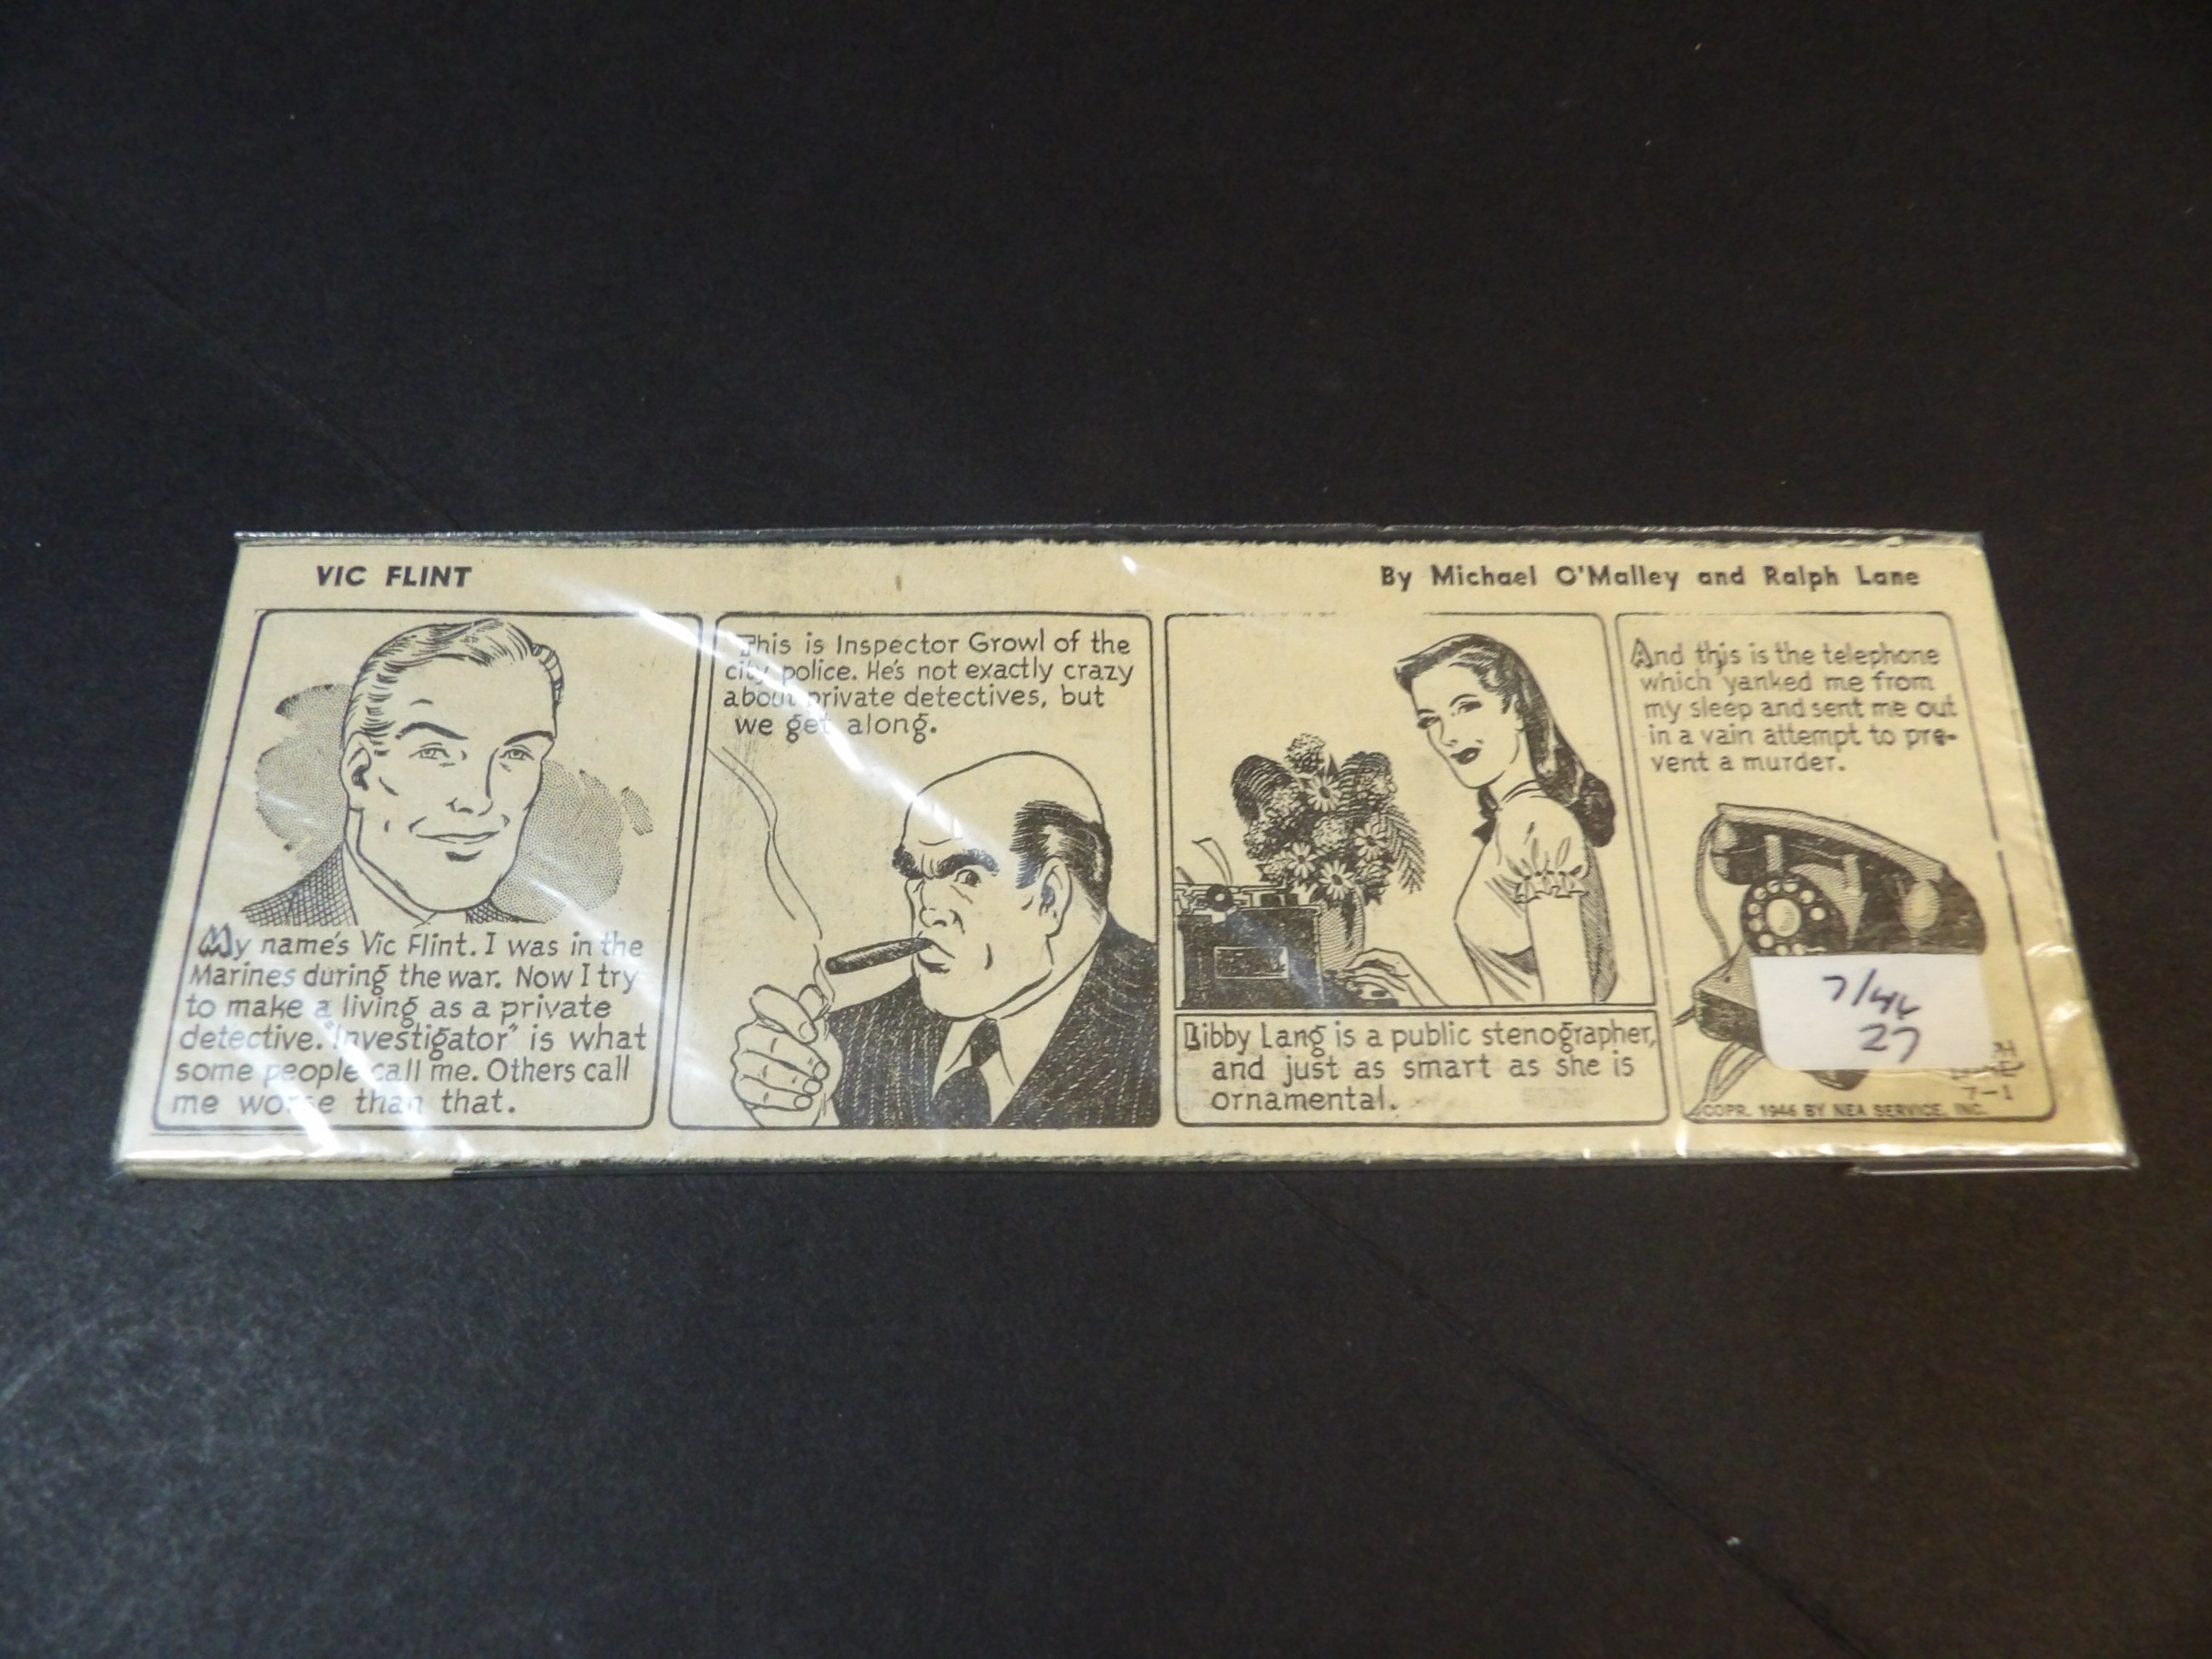 VIC FLINT
By Michael O'Malley and Ralph Lane
My name's Vic Flint. I was in the
Marines during the war. Now I try
to make a living as a private
detective. "Investigator" is what
some people call me. Others call
me worse than that.
This is Inspector Growl of the
city police. He's not exactly crazy
about private detectives, but
we get along.
Libby Lang is a public stenographer,
and just as smart as she is
ornamental.
And this is the telephone
which yanked me from
my sleep and sent me out
in a vain attempt to pre-
vent a murder.
7/46
27
7-1
COPR. 1946 BY NEA SERVICE, INC.